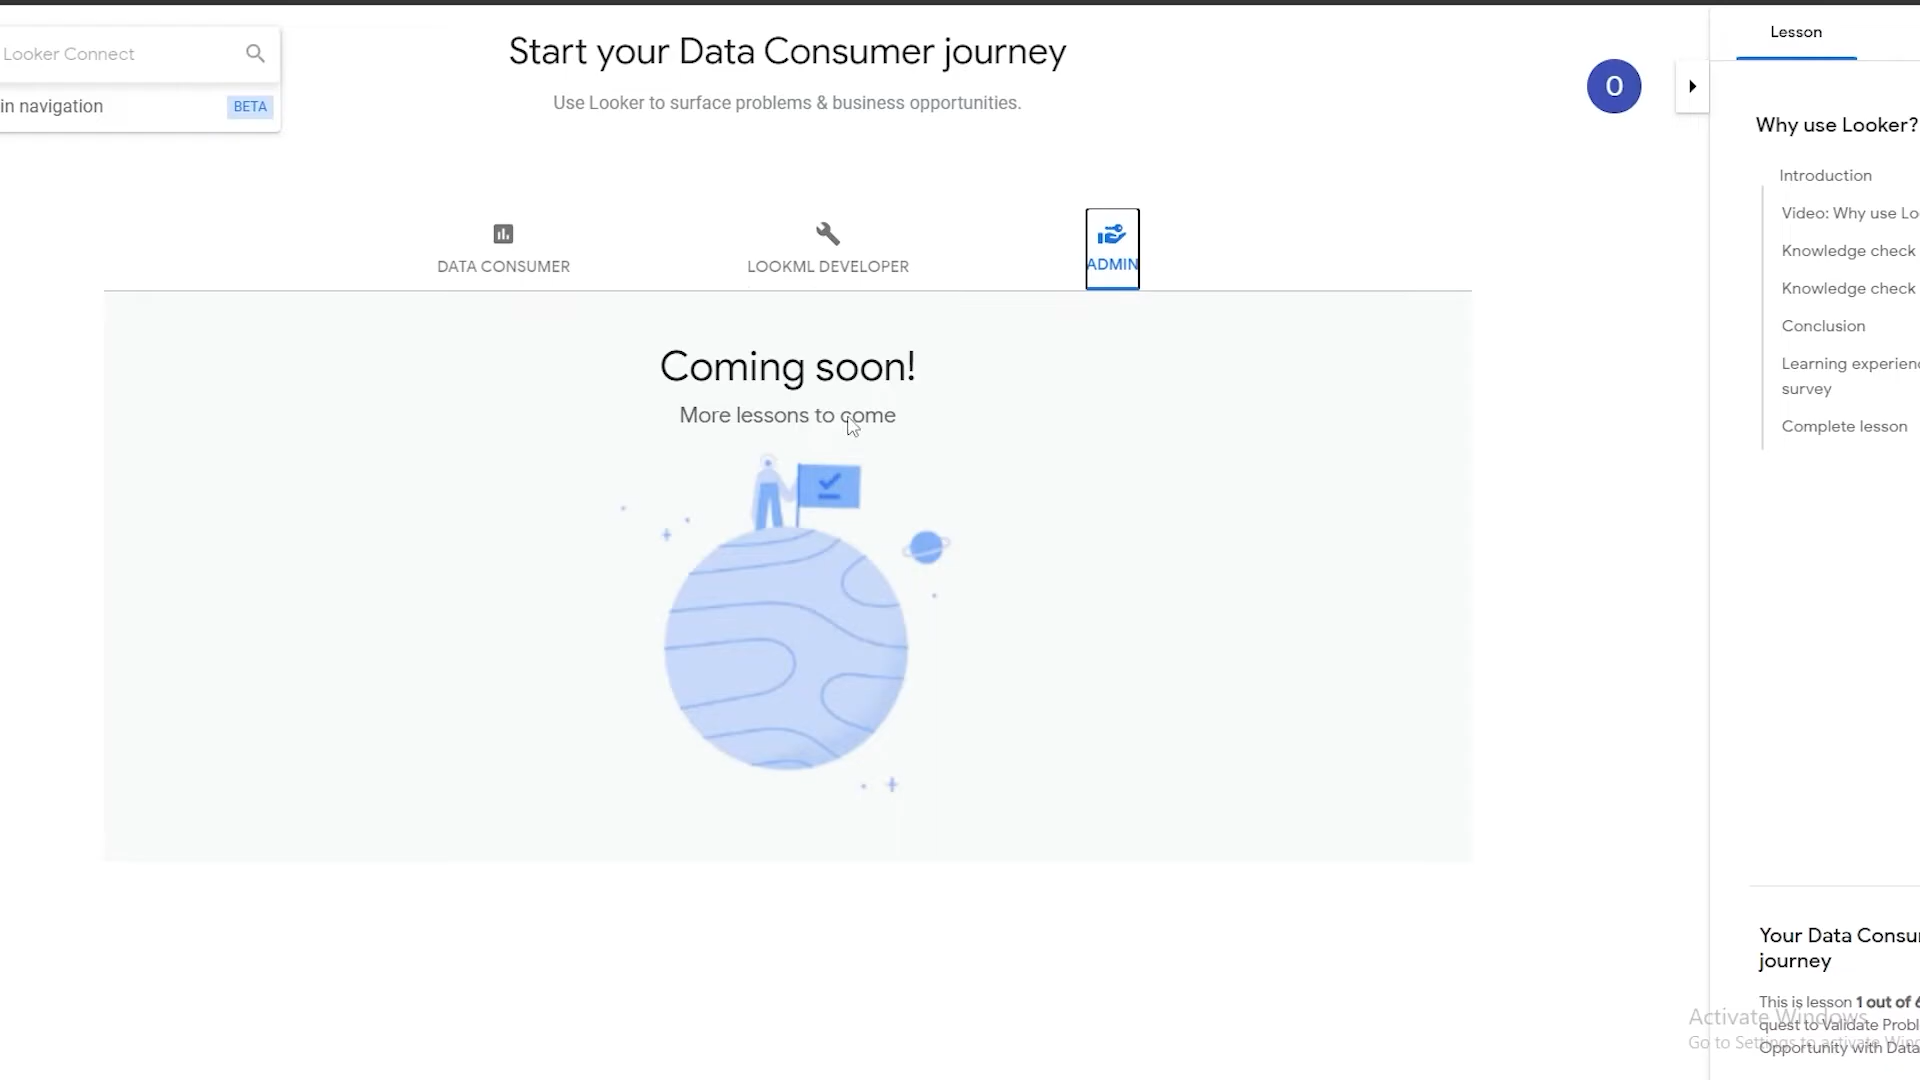 Looker Connect
in navigation
BETA
Start your Data Consumer journey
Use Looker to surface problems & business opportunities.
O
DATA CONSUMER
LOOKML DEVELOPER
ADMIN
Coming soon!
More lessons to come
Lesson
Why use Looker?
Introduction
Video: Why use Lo
Knowledge check
Knowledge check
Conclusion
Learning experienc
survey
Complete lesson
Your Data Consu
journey
This is lesson 1 out of 6
quest to Validate Probl
Opportunity with Data
Activate Windows
Go to Settings to activate Win